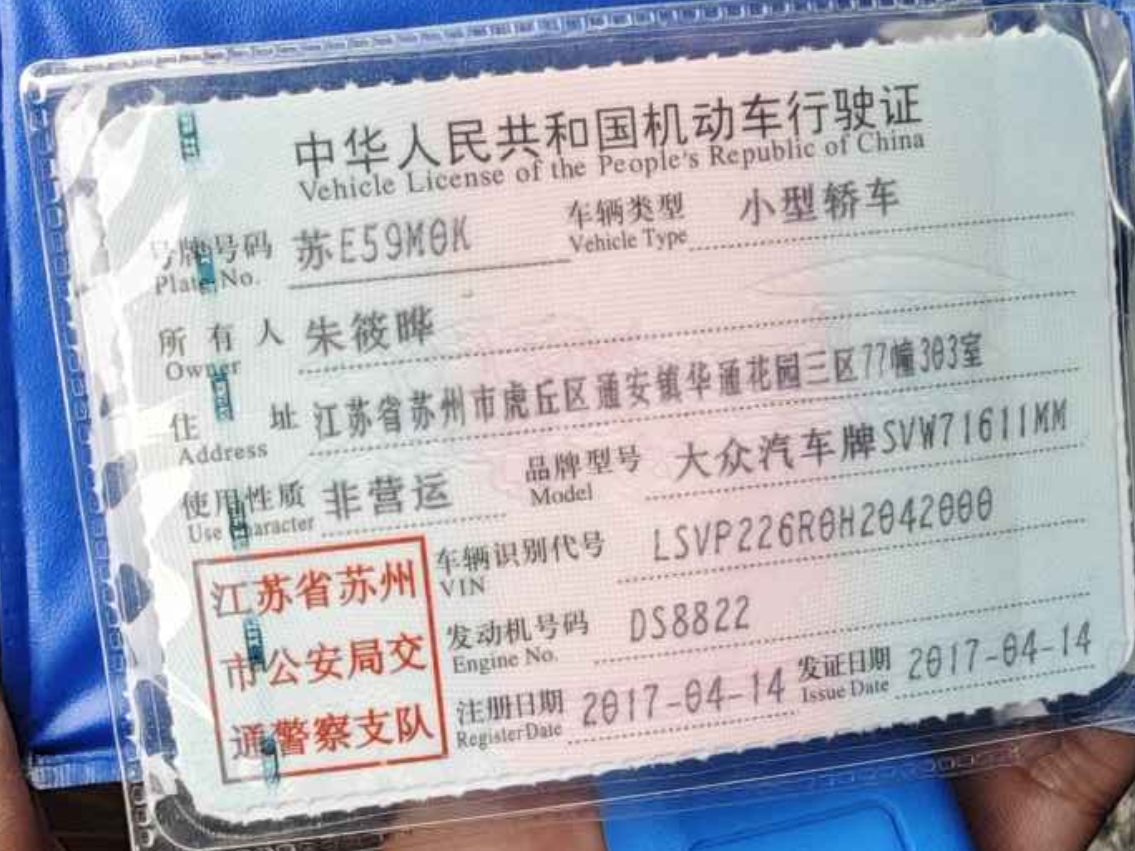 中华人民共和国机动车行驶证
Vehicle License of the People's Republic of China
号牌号码 苏E59M0K 车辆类型 小型轿车
Plate No. Vehicle Type
所有人 朱筱晔
Owner
住址 江苏省苏州市虎丘区通安镇华通花园三区77幢303室
Address
使用性质 非营运 品牌型号 大众汽车牌SVW71611MM
Use Character Model
车辆识别代号 LSVP226R0H2042000
VIN
发动机号码 DS8822
Engine No.
注册日期 2017-04-14 发证日期 2017-04-14
Register Date Issue Date
江苏省苏州
市公安局交
通警察支队